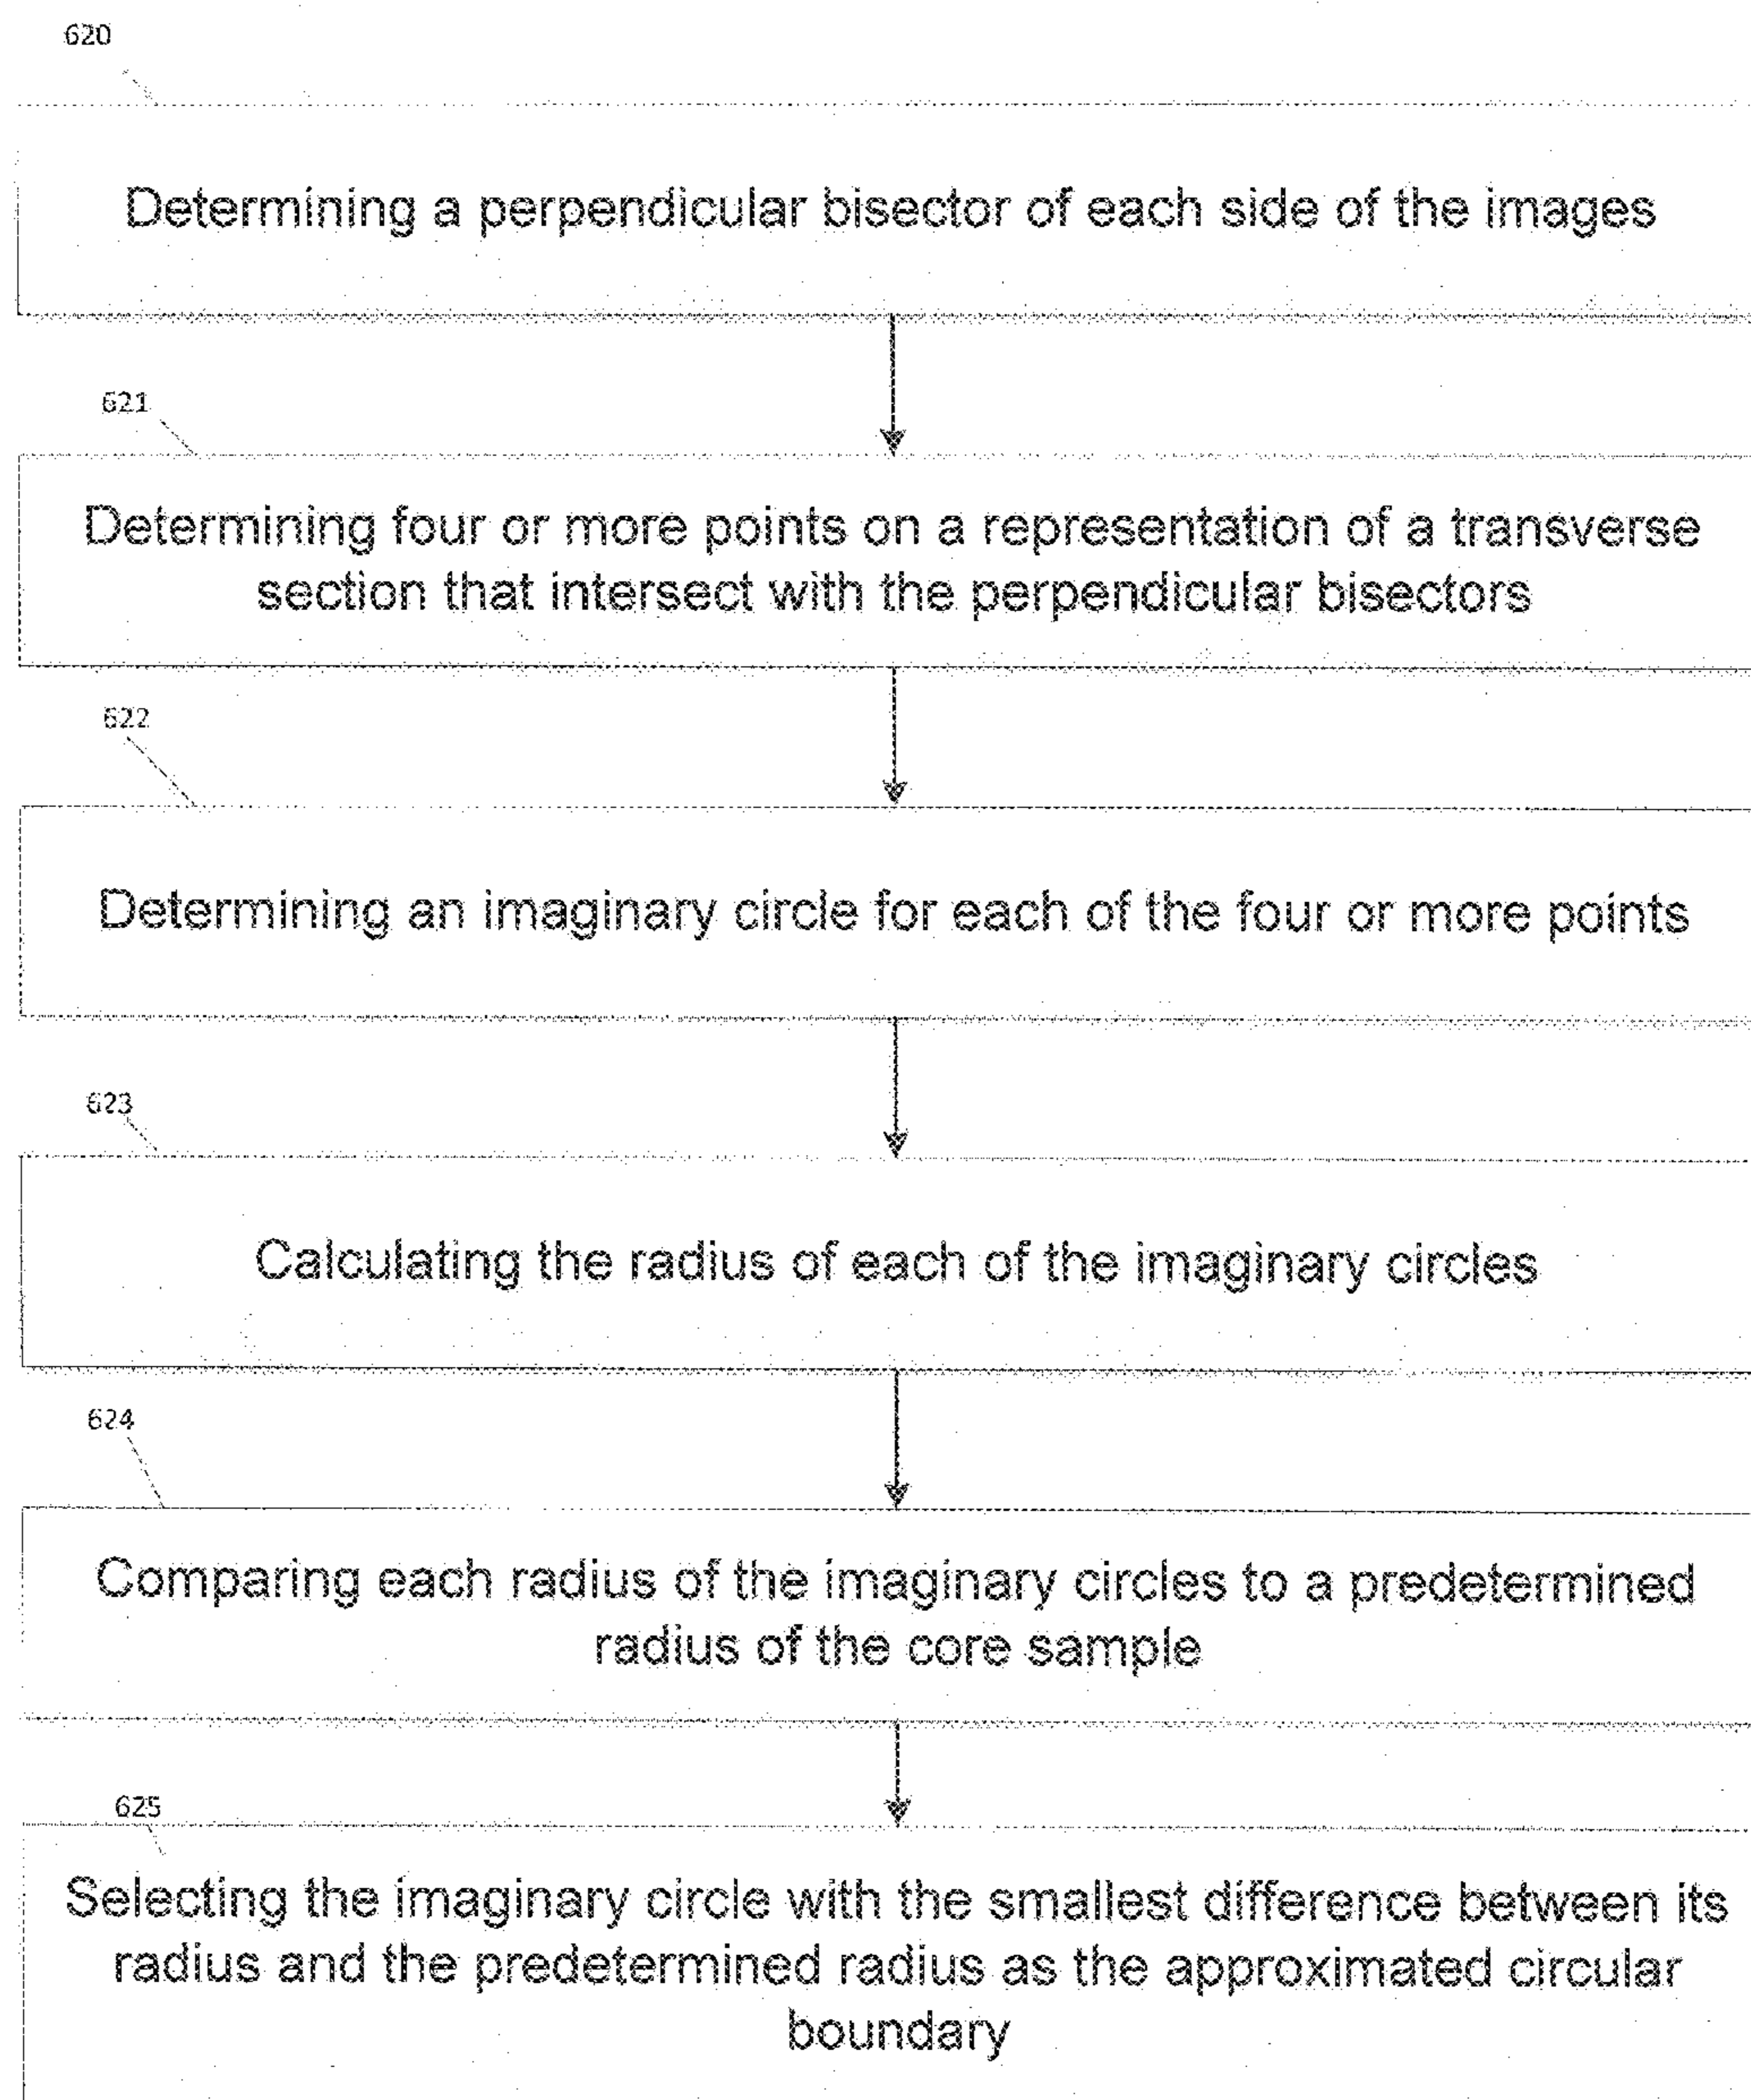 620
Determining a perpendicular bisector of each side of the images
621
Determining four or more points on a representation of a transverse
section that intersect with the perpendicular bisectors
622
Determining an imaginary circle for each of the four or more points
623
Calculating the radius of each of the imaginary circles
624
Comparing each radius of the imaginary circles to a predetermined
radius of the core sample
625
Selecting the imaginary circle with the smallest difference between its
radius and the predetermined radius as the approximated circular
boundary